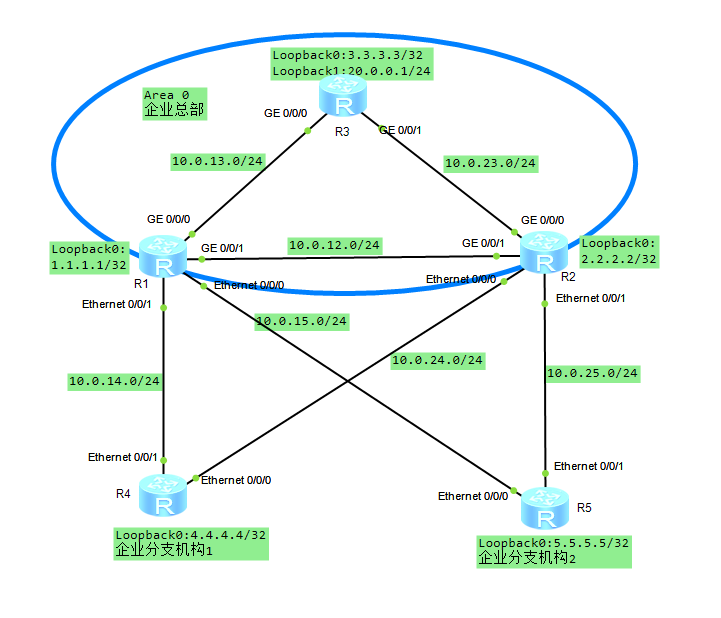 Loopback0:3.3.3.3/32
Loopback1:20.0.0.1/24
Area 0
企业总部
R
R3
GE 0/0/0
GE 0/0/1
10.0.13.0/24
10.0.23.0/24
GE 0/0/0
GE 0/0/0
Loopback0:
1.1.1.1/32
R
R1
GE 0/0/1
10.0.12.0/24
GE 0/0/1
R
R2
Loopback0:
2.2.2.2/32
Ethernet 0/0/1
Ethernet 0/0/0
Ethernet 0/0/0
Ethernet 0/0/1
10.0.15.0/24
10.0.24.0/24
10.0.14.0/24
10.0.25.0/24
Ethernet 0/0/1
Ethernet 0/0/0
Ethernet 0/0/0
Ethernet 0/0/1
R4
R
R
R5
Loopback0:4.4.4.4/32
企业分支机构1
Loopback0:5.5.5.5/32
企业分支机构2